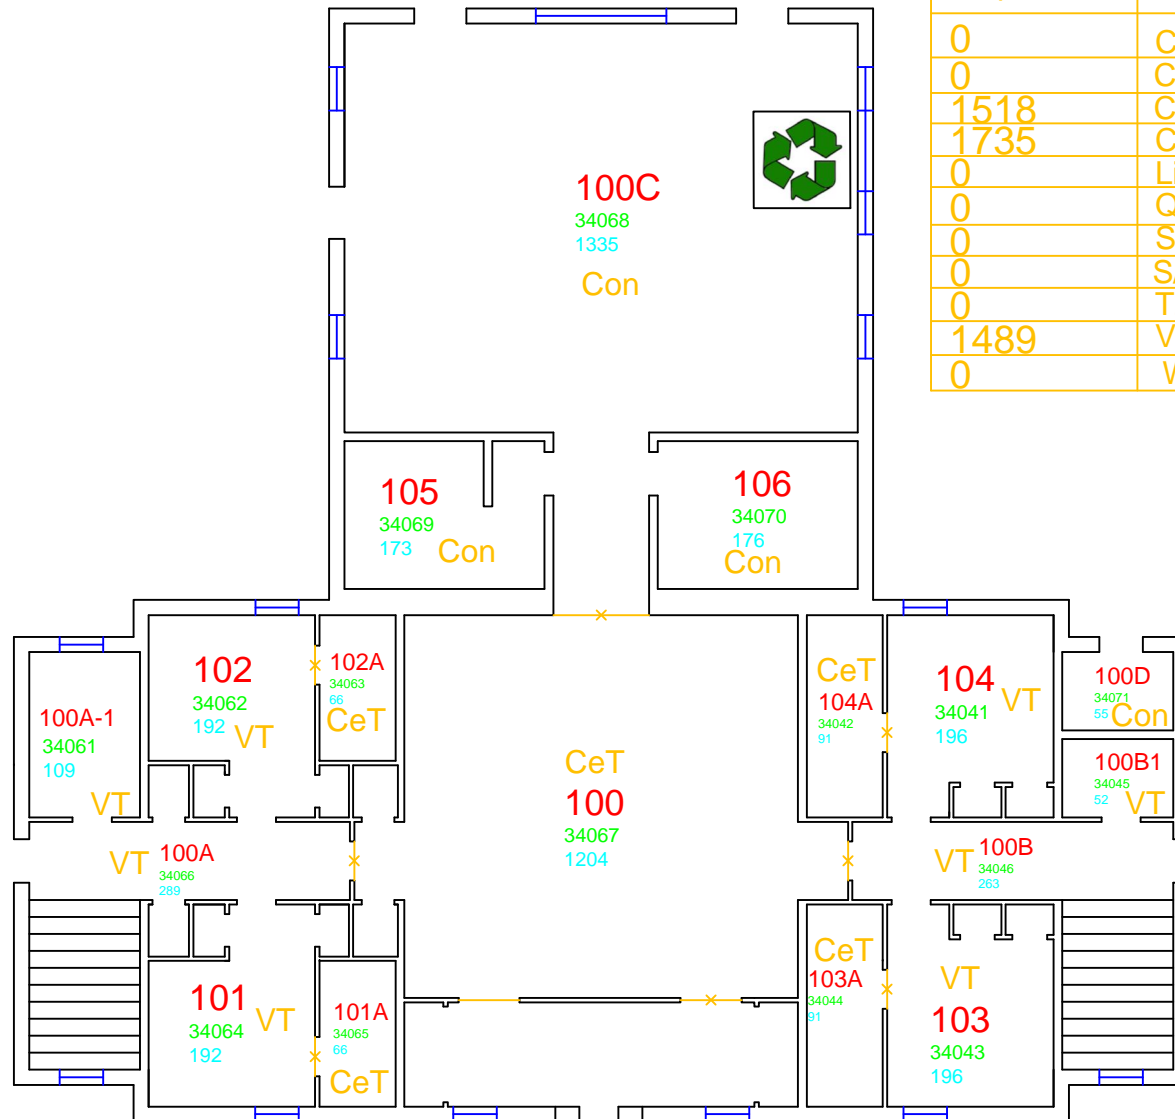 0 C
0 C
1518 C
1735 C
0
0 Q
0 S
0
0 T
1489 V
0
100C
34068
1335
Con
105
34069
173 Con
106
34070
176
Con
102
34062
192 VT
102A
34063
66
CeT
CeT
104A
34042
91
104
34041 VT
196
100D
34071
55 Con
100A-1
34061
109
VT
CeT
100
34067
1204
100B1
34045
52 VT
VT 100A
34066
289
VT 100B
34046
263
101
34064 VT
192
101A
34065
66
CeT
CeT
103A
34044
91
VT
103
34043
196